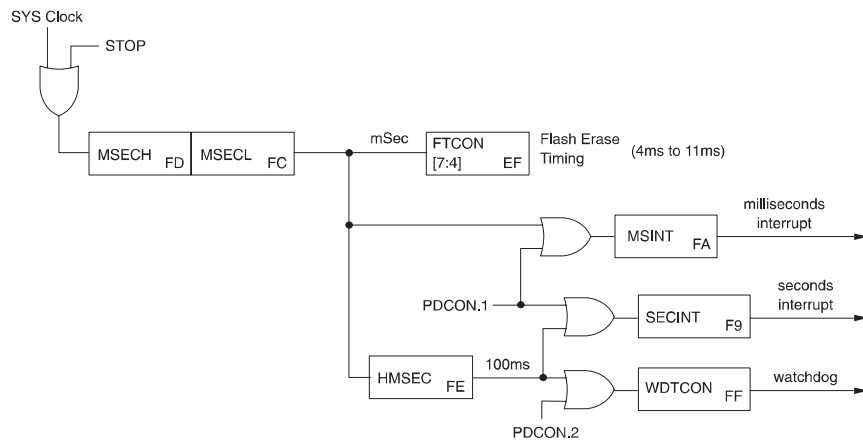 SYS Clock
STOP
MSECH
FD
MSECL
FC
mSec
FTCON
[7:4]
EF
Flash Erase
Timing
(4ms to 11ms)
MSINT
FA
milliseconds
interrupt
PDCON.1
SECINT
F9
seconds
interrupt
HMSEC
FE
100ms
WDTCON
FF
watchdog
PDCON.2